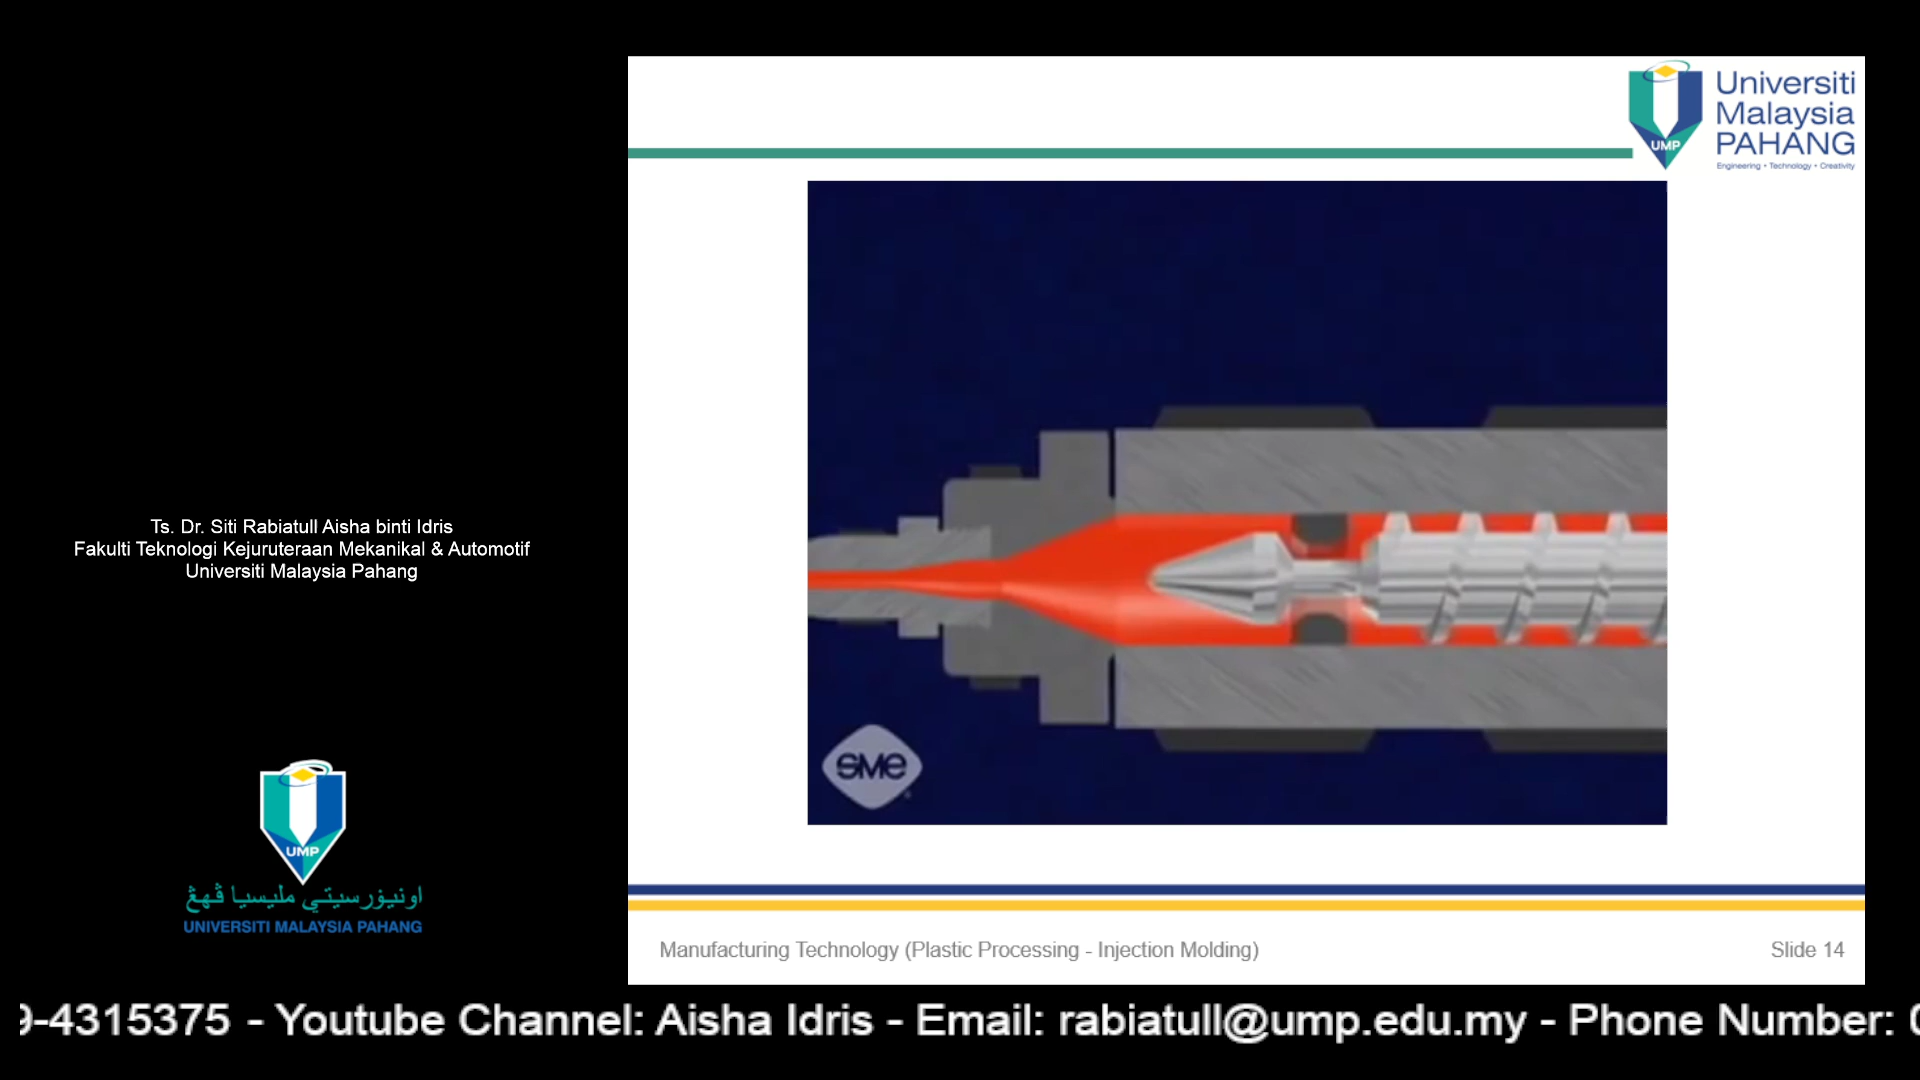 Universiti
Malaysia
PAHANG
Engineering • Technology • Creativity
UMP
Ts. Dr. Siti Rabiatull Aisha binti Idris
Fakulti Teknologi Kejuruteraan Mekanikal & Automotif
Universiti Malaysia Pahang
SME
UMP
اونيۏرسيتي مليسيا ڤهڠ
UNIVERSITI MALAYSIA PAHANG
Manufacturing Technology (Plastic Processing - Injection Molding)
Slide 14
-4315375 - Youtube Channel: Aisha Idris - Email: rabiatull@ump.edu.my - Phone Number: 0